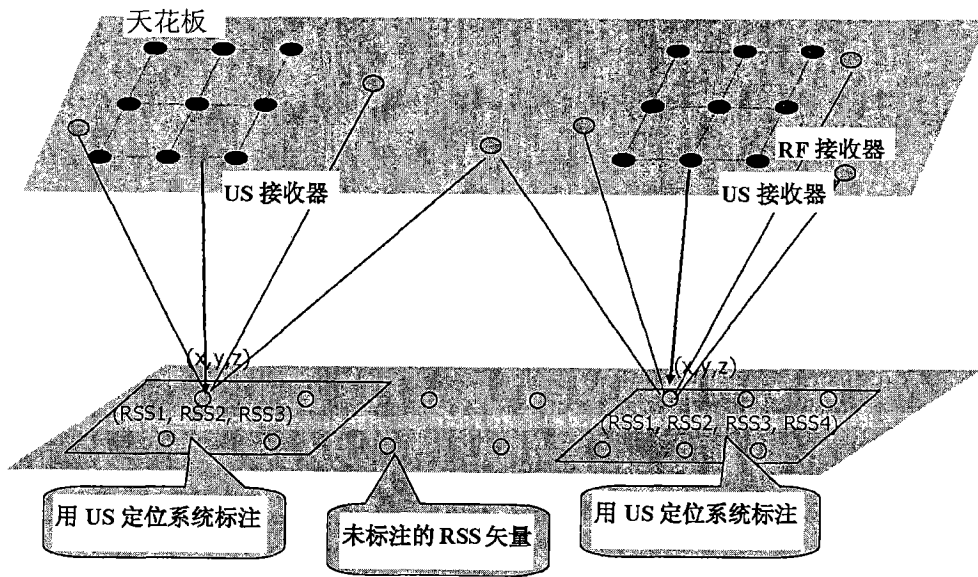 天花板
RF 接收器
US 接收器
US 接收器
(x,y,z)
(x,y,z)
(RSS1, RSS2, RSS3)
(RSS1, RSS2, RSS3, RSS4)
用 US 定位系统标注
未标注的 RSS 矢量
用 US 定位系统标注